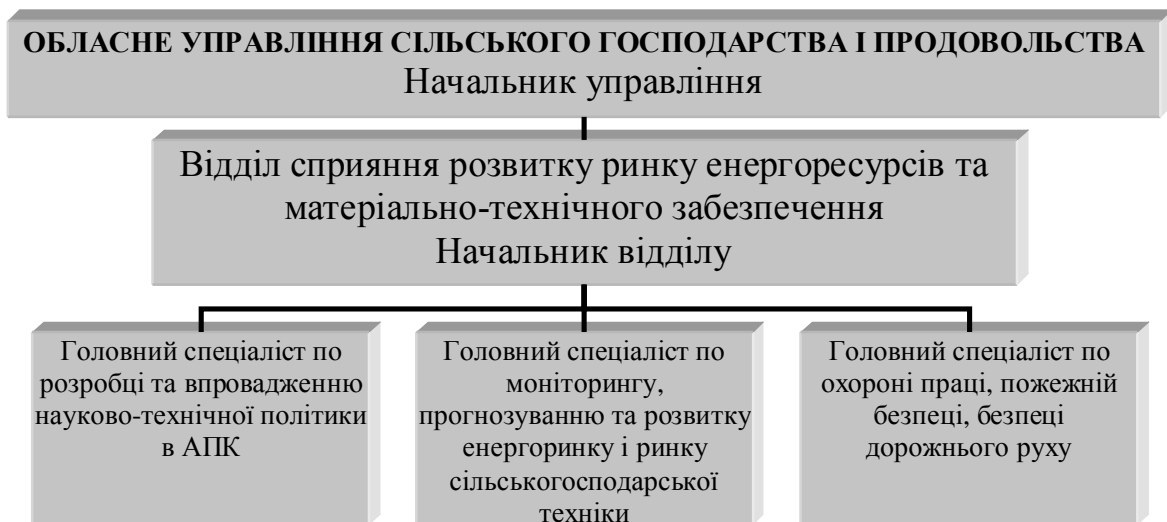 ОБЛАСНЕ УПРАВЛІННЯ СІЛЬСЬКОГО ГОСПОДАРСТВА І ПРОДОВОЛЬСТВА
Начальник управління
Відділ сприяння розвитку ринку енергоресурсів та
матеріально-технічного забезпечення
Начальник відділу
Головний спеціаліст по
розробці та впровадженню
науково-технічної політики
в АПК
Головний спеціаліст по
моніторингу,
прогнозуванню та розвитку
енергоринку і ринку
сільськогосподарської
техніки
Головний спеціаліст по
охороні праці, пожежній
безпеці, безпеці
дорожнього руху